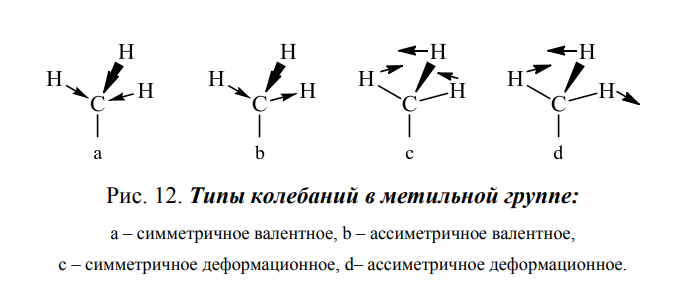 H H H
C
a
H H H
C
b
H H H
C
c
H H H
C
d
Рис. 12. Типы колебаний в метильной группе:
a – симметричное валентное, b – ассиметричное валентное,
c – симметричное деформационное, d– ассиметричное деформационное.